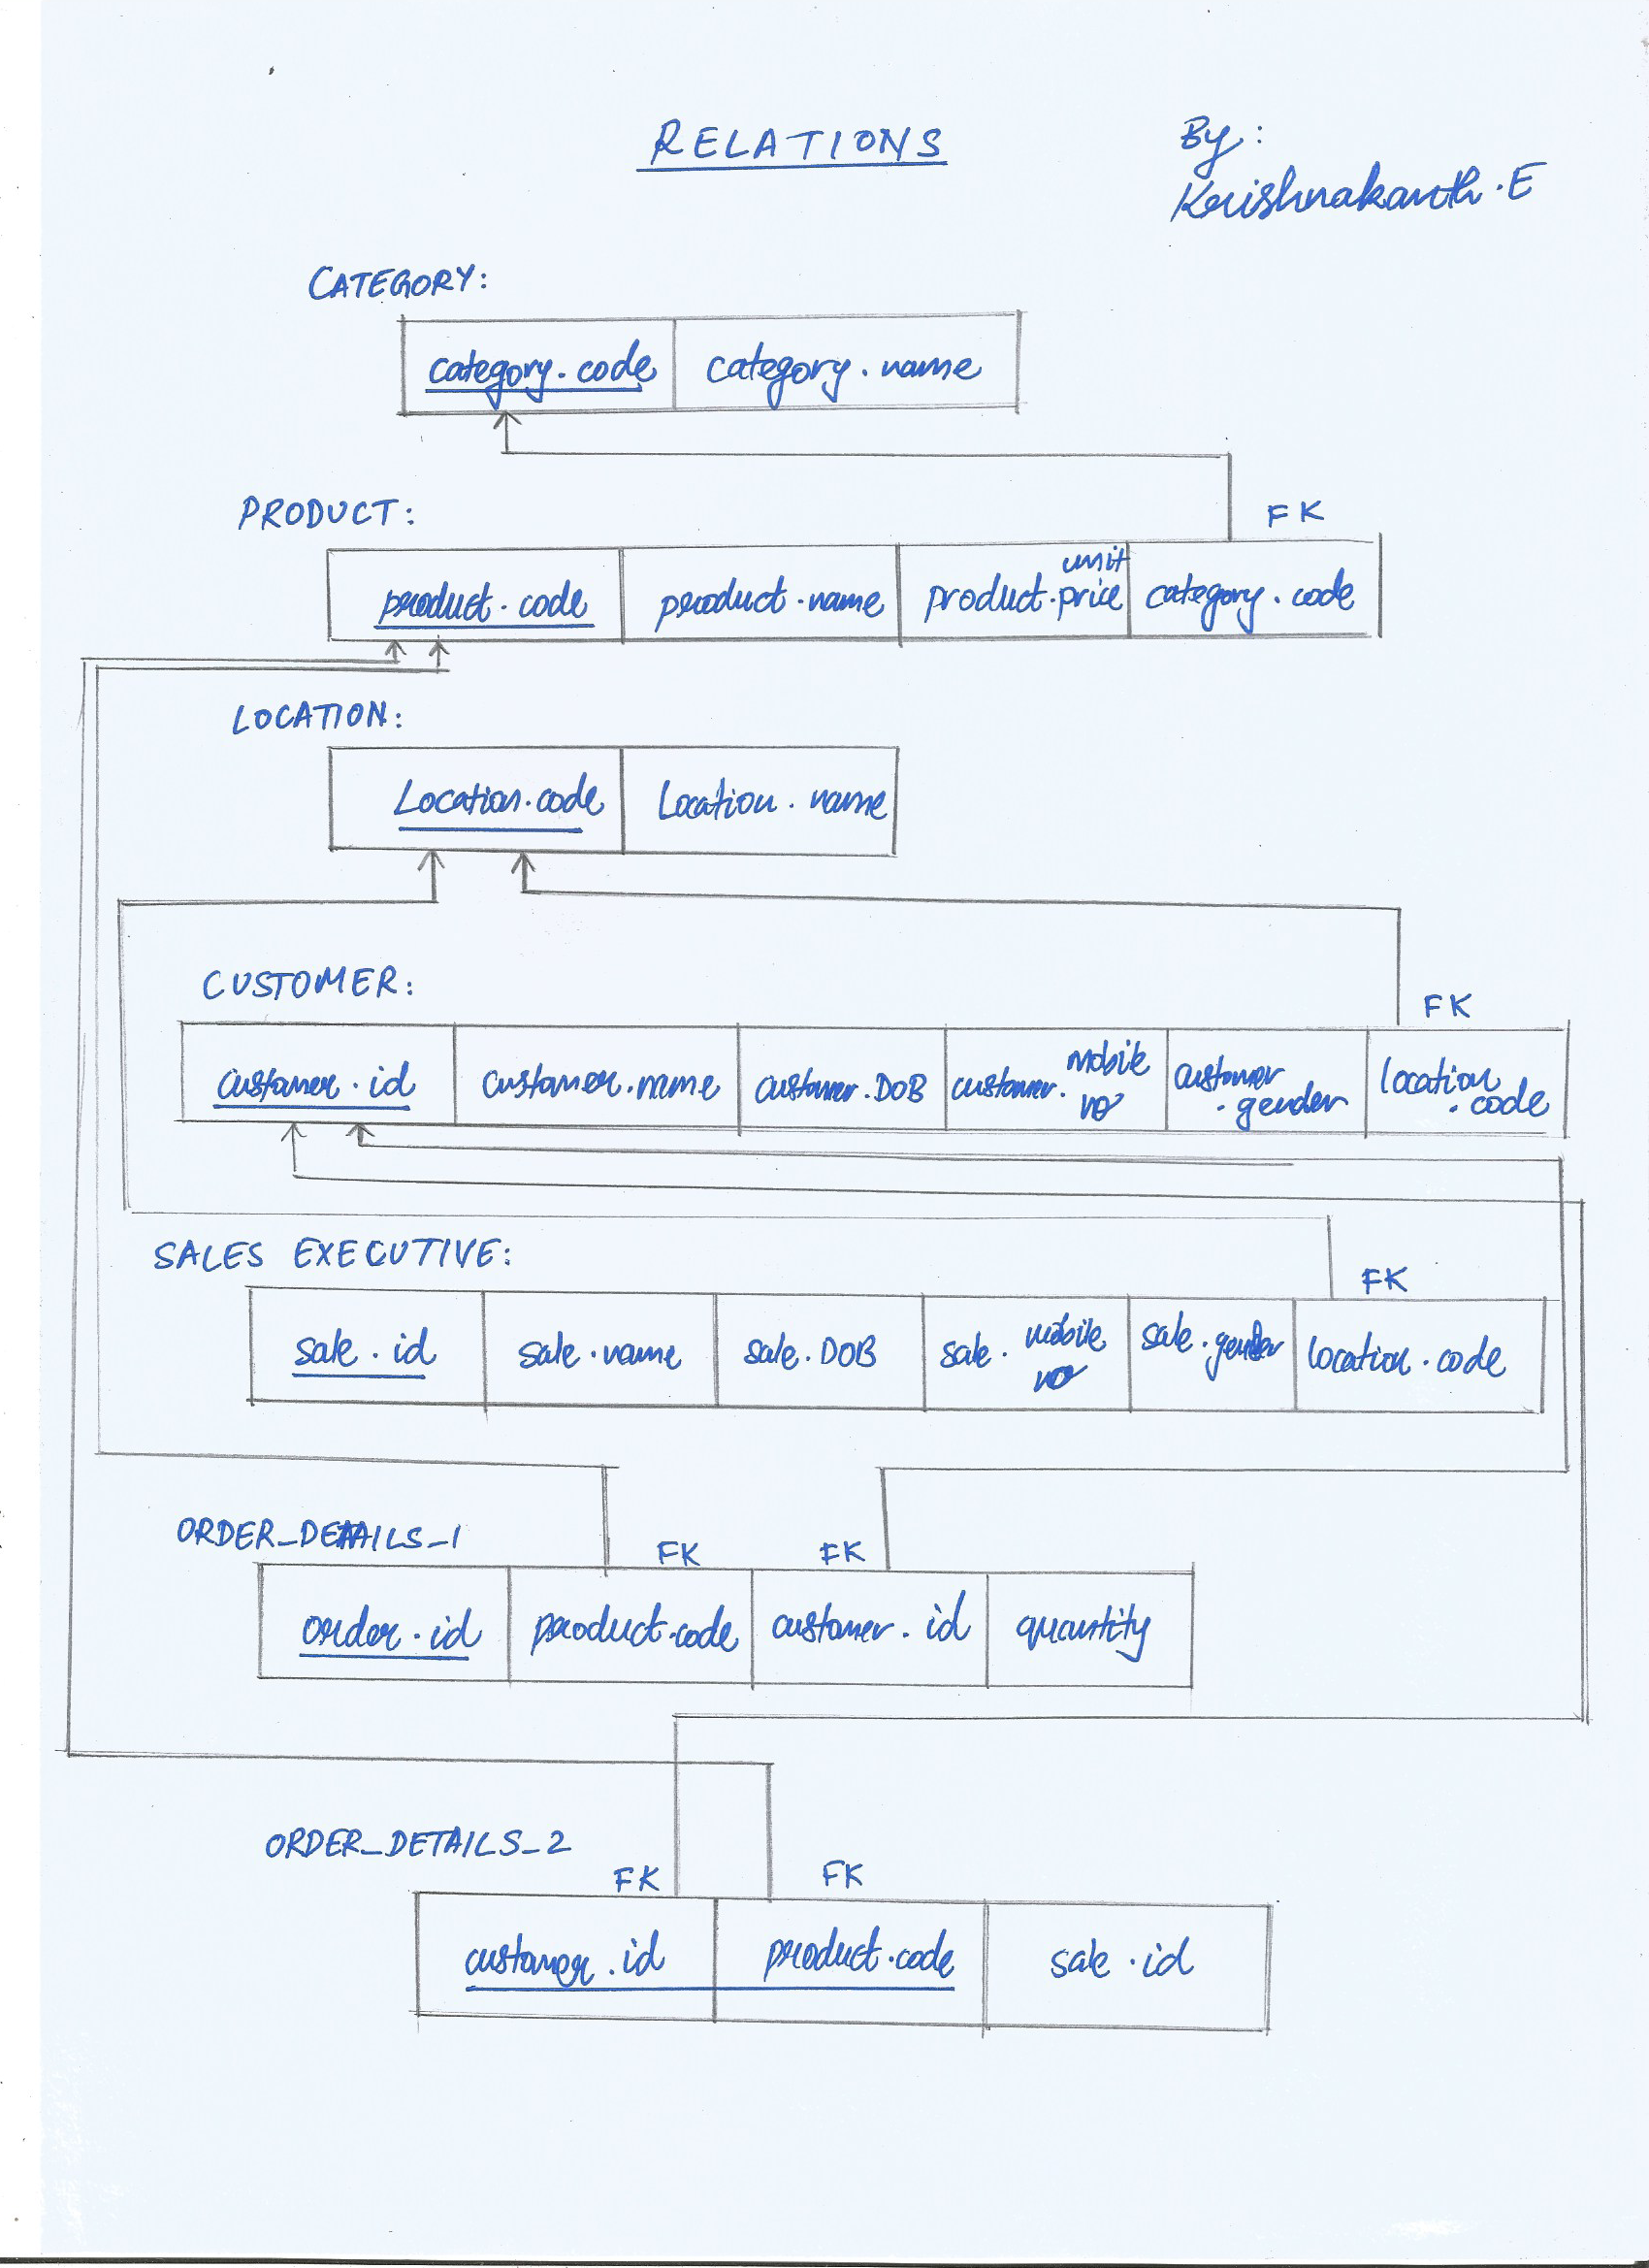 RELATIONS
By:
Krishnakanth.E
CATEGORY:
category.code category.name
PRODUCT: FK
product.code product.name product.unit price category.code
LOCATION:
Location.code Location.name
CUSTOMER: FK
customer.id customer.name customer.DOB customer.mobile no customer.gender location.code
SALES EXECUTIVE: FK
sale.id sale.name sale.DOB sale.mobile no sale.gender location.code
ORDER_DETAILS_1 FK FK
order.id product.code customer.id quantity
ORDER_DETAILS_2 FK FK
customer.id product.code sale.id